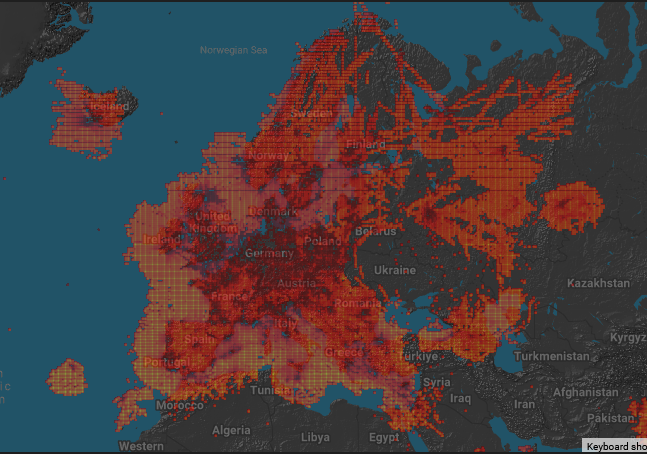 Norwegian Sea
Iceland
Sweden
Finland
Norway
United
Kingdom
Denmark
Ireland
Belarus
Poland
Germany
Ukraine
Austria
Kazakhstan
France
Romania
Italy
Spain
Kyrgyz
Portugal
Greece
Türkiye
Turkmenistan
Tunisia
Syria
Morocco
Iraq
Iran
Afghanistan
Pakistan
Algeria
Libya
Egypt
Western
Keyboard sho